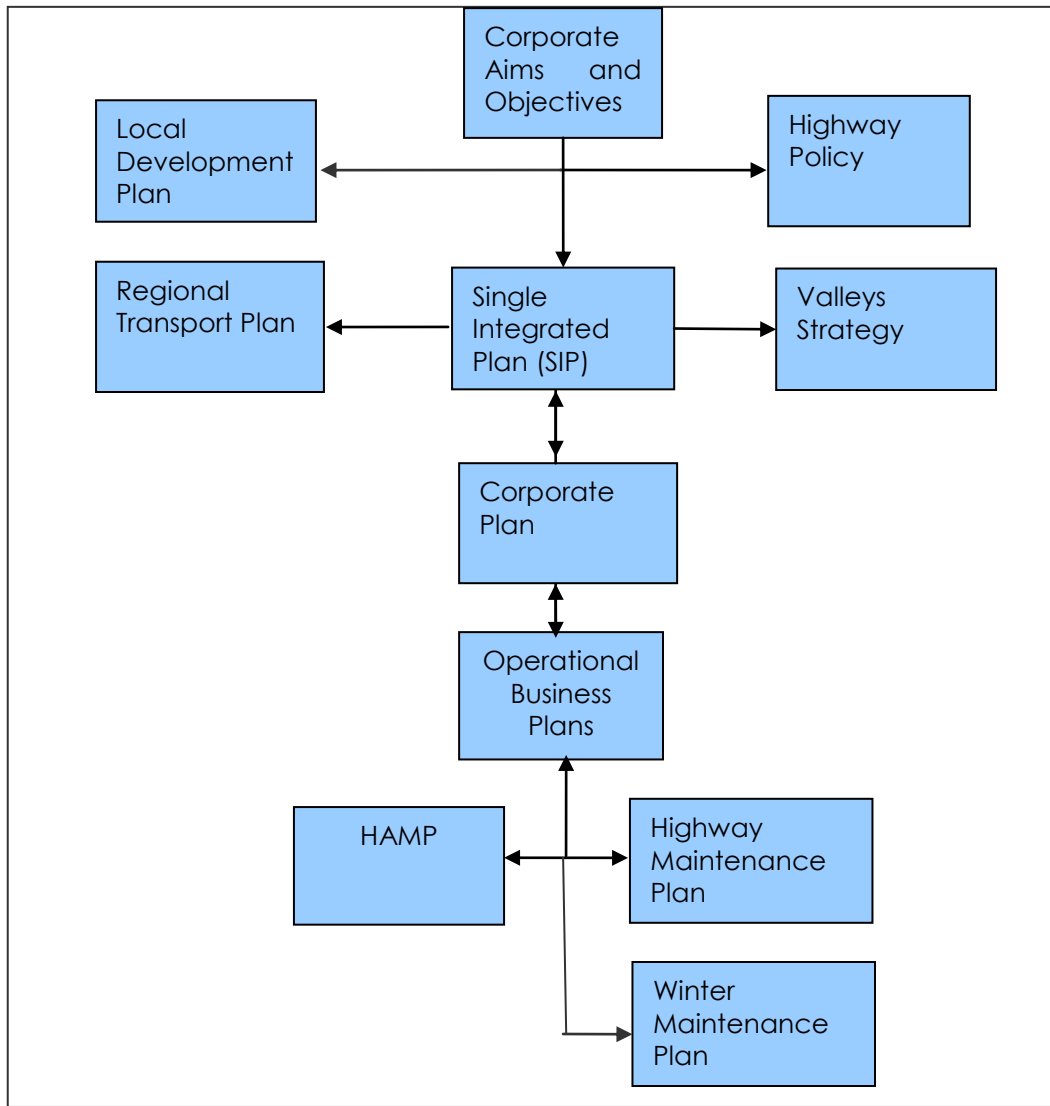 Corporate
Aims and
Objectives
Local
Development
Plan
Highway
Policy
Regional
Transport Plan
Single
Integrated
Plan (SIP)
Valleys
Strategy
Corporate
Plan
Operational
Business
Plans
HAMP
Highway
Maintenance
Plan
Winter
Maintenance
Plan